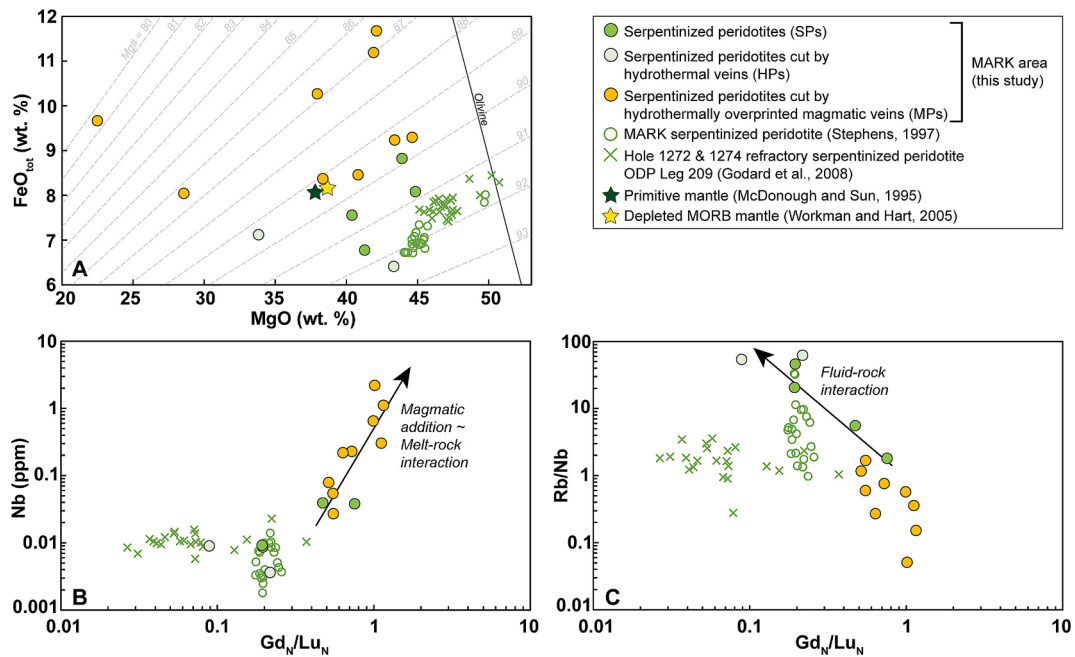 12
11
10
9
8
7
6
FeOtot (wt. %)
Mg# = 80
81
82
83
84
85
86
87
88
89
90
91
92
93
Olivine
A
20
25
30
35
40
45
50
MgO (wt. %)
Serpentinized peridotites (SPs)
Serpentinized peridotites cut by
hydrothermal veins (HPs)
Serpentinized peridotites cut by
hydrothermally overprinted magmatic veins (MPs)
MARK area
(this study)
MARK serpentinized peridotite (Stephens, 1997)
Hole 1272 & 1274 refractory serpentinized peridotite
ODP Leg 209 (Godard et al., 2008)
Primitive mantle (McDonough and Sun, 1995)
Depleted MORB mantle (Workman and Hart, 2005)
10
1
0.1
0.01
0.001
Nb (ppm)
Magmatic
addition ~
Melt-rock
interaction
B
0.01
0.1
1
10
GdN/LuN
100
10
1
0.1
0.01
Rb/Nb
Fluid-rock
interaction
C
0.01
0.1
1
10
GdN/LuN